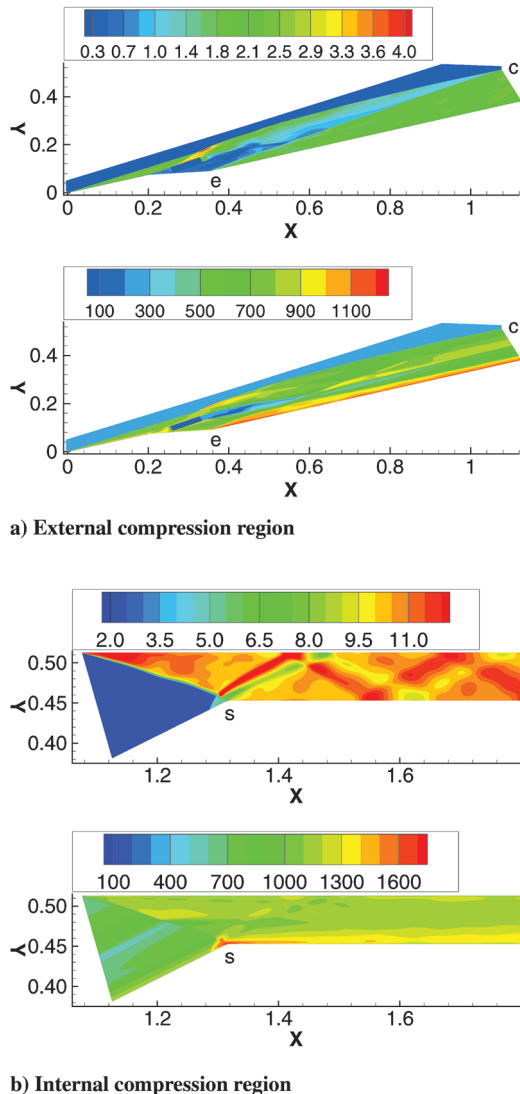 0.3 0.7 1.0 1.4 1.8 2.1 2.5 2.9 3.3 3.6 4.0
c
0.4
Y
0.2
e
0
0 0.2 0.4 0.6 0.8 1
X
100 300 500 700 900 1100
c
0.4
Y
0.2
e
0
0 0.2 0.4 0.6 0.8 1
X
a) External compression region
2.0 3.5 5.0 6.5 8.0 9.5 11.0
0.50
Y
0.45
s
0.40
1.2 1.4 1.6
X
100 400 700 1000 1300 1600
0.50
Y
0.45
s
0.40
1.2 1.4 1.6
X
b) Internal compression region